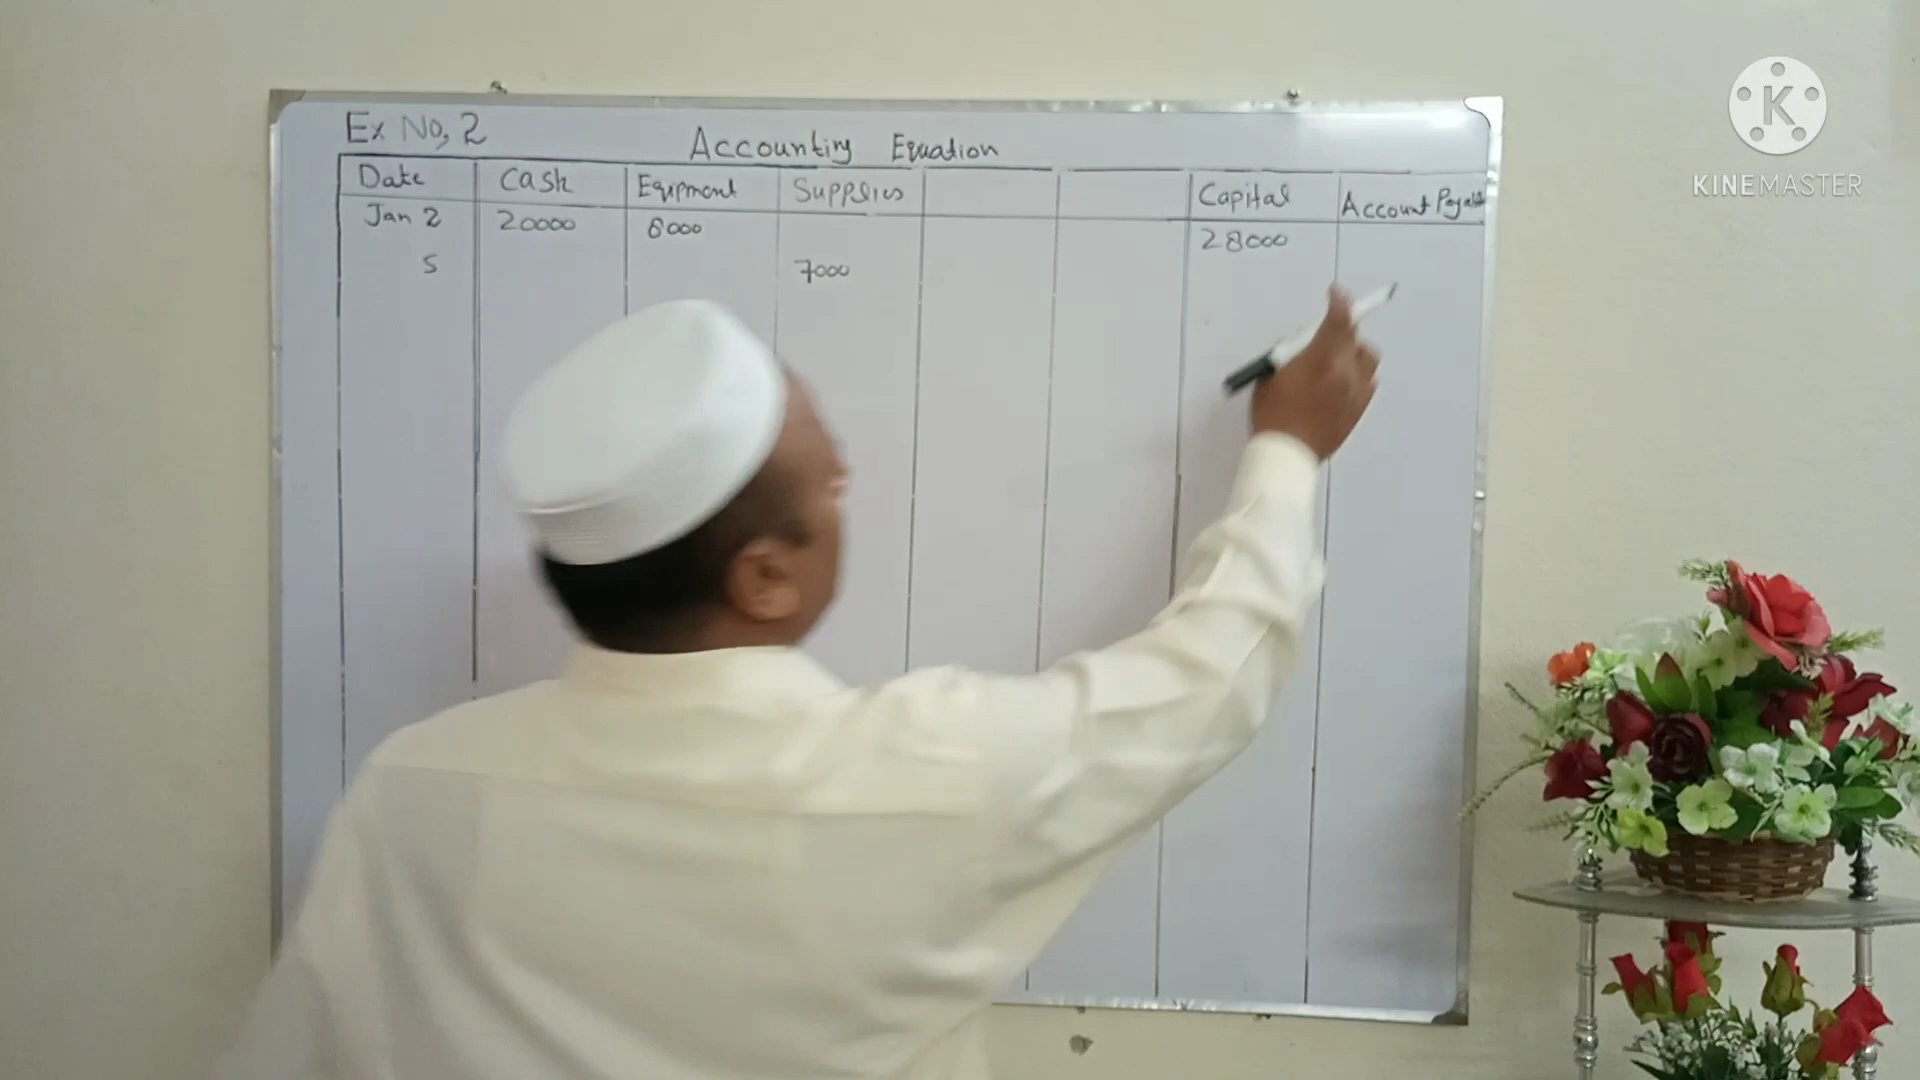 Ex No, 2
Accounting Equation
Date Cash Equipment Supplies Capital Account Payable
Jan 2 20000 8000 28000
5 7000
K
KINEMASTER